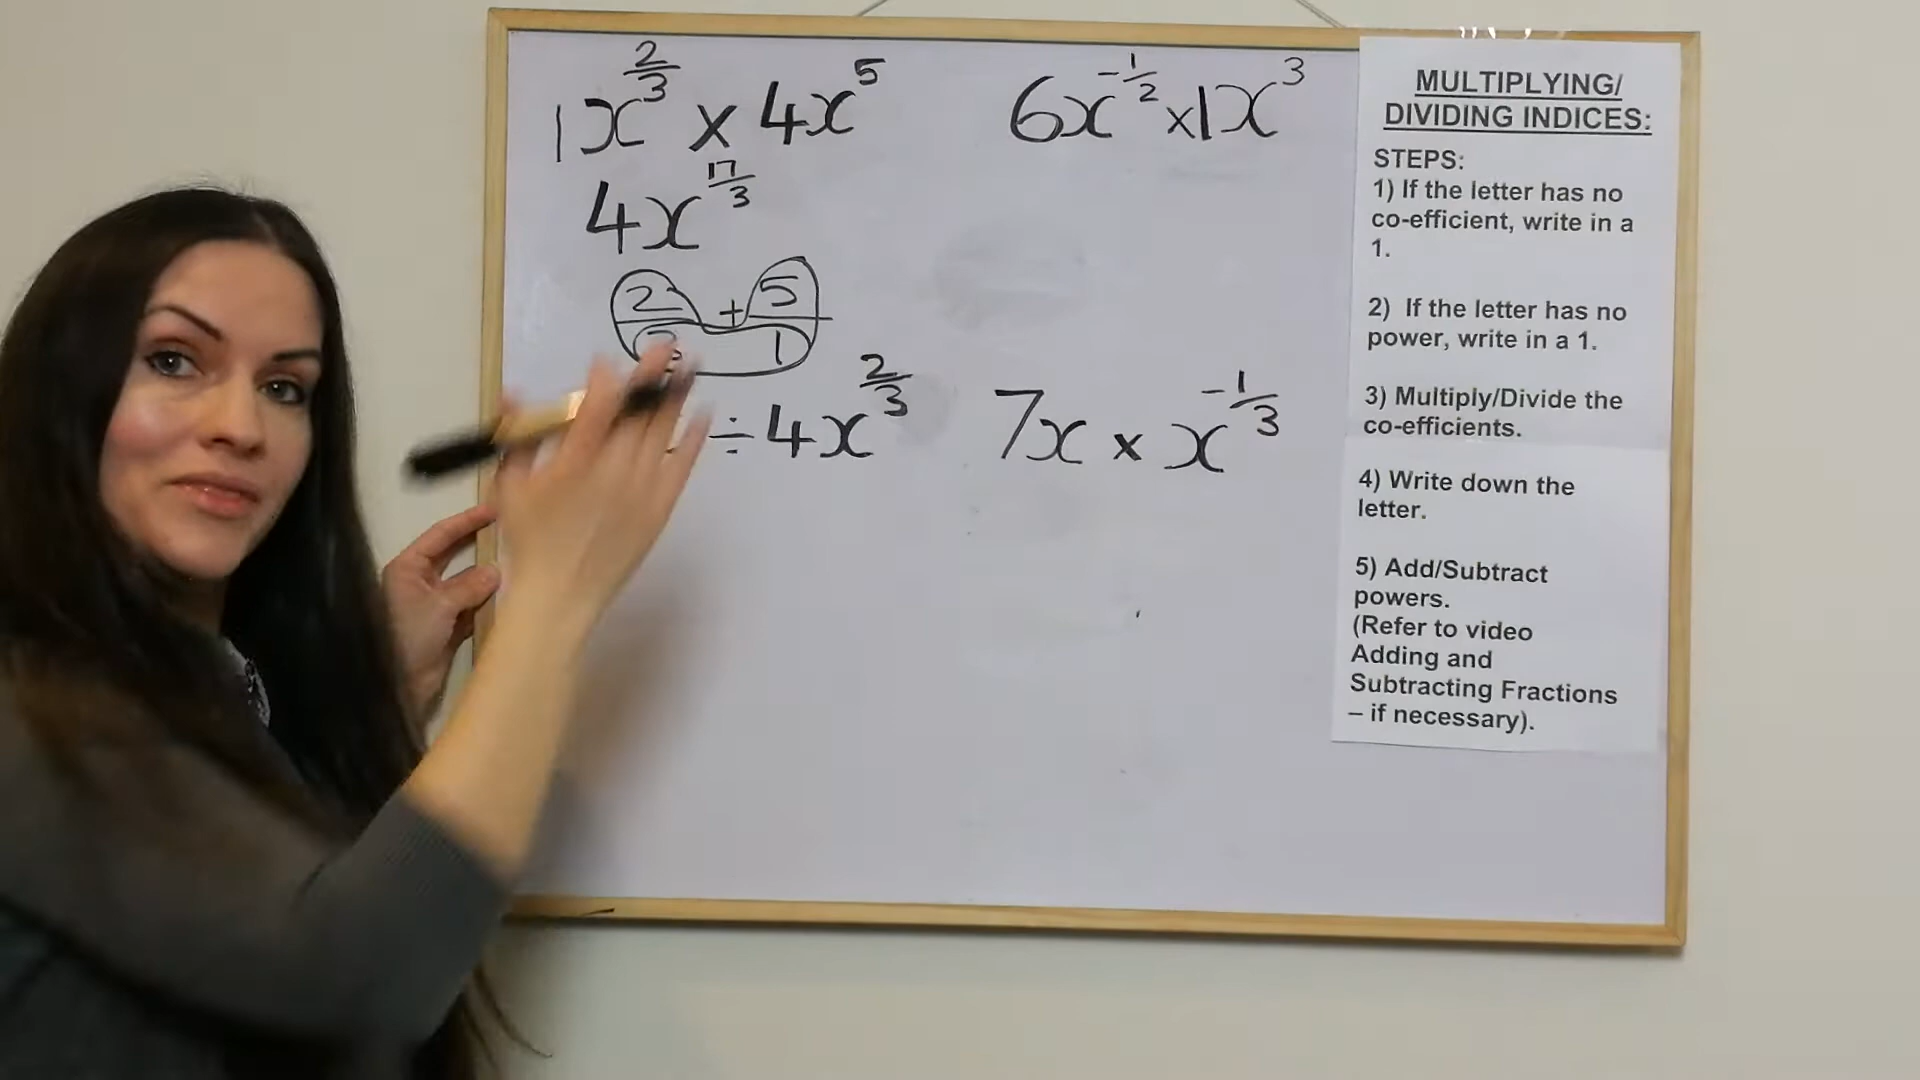 1x^{2/3} × 4x^5
4x^{17/3}
2/ + 5/1
÷ 4x^{2/3}
6x^{-1/2} × 1x^3
7x × x^{-1/3}
MULTIPLYING/
DIVIDING INDICES:
STEPS:
1) If the letter has no
co-efficient, write in a
1.
2) If the letter has no
power, write in a 1.
3) Multiply/Divide the
co-efficients.
4) Write down the
letter.
5) Add/Subtract
powers.
(Refer to video
Adding and
Subtracting Fractions
– if necessary).